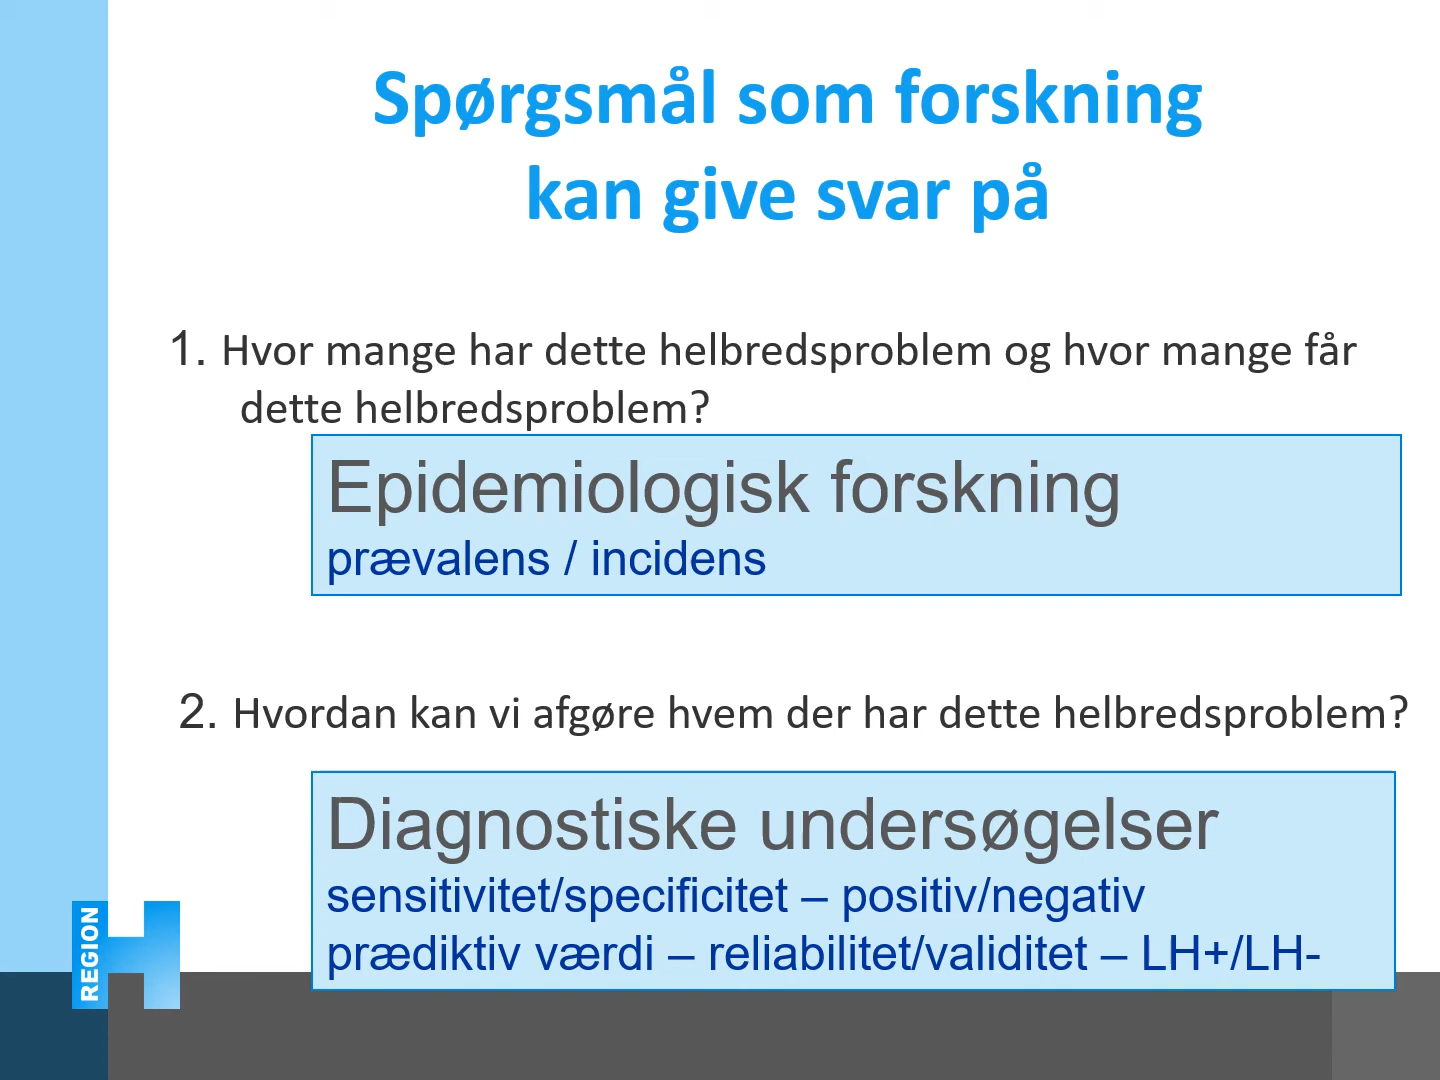 Spørgsmål som forskning
kan give svar på
1. Hvor mange har dette helbredsproblem og hvor mange får
dette helbredsproblem?
Epidemiologisk forskning
prævalens / incidens
2. Hvordan kan vi afgøre hvem der har dette helbredsproblem?
Diagnostiske undersøgelser
sensitivitet/specificitet – positiv/negativ
prædiktiv værdi – reliabilitet/validitet – LH+/LH-
REGION
H